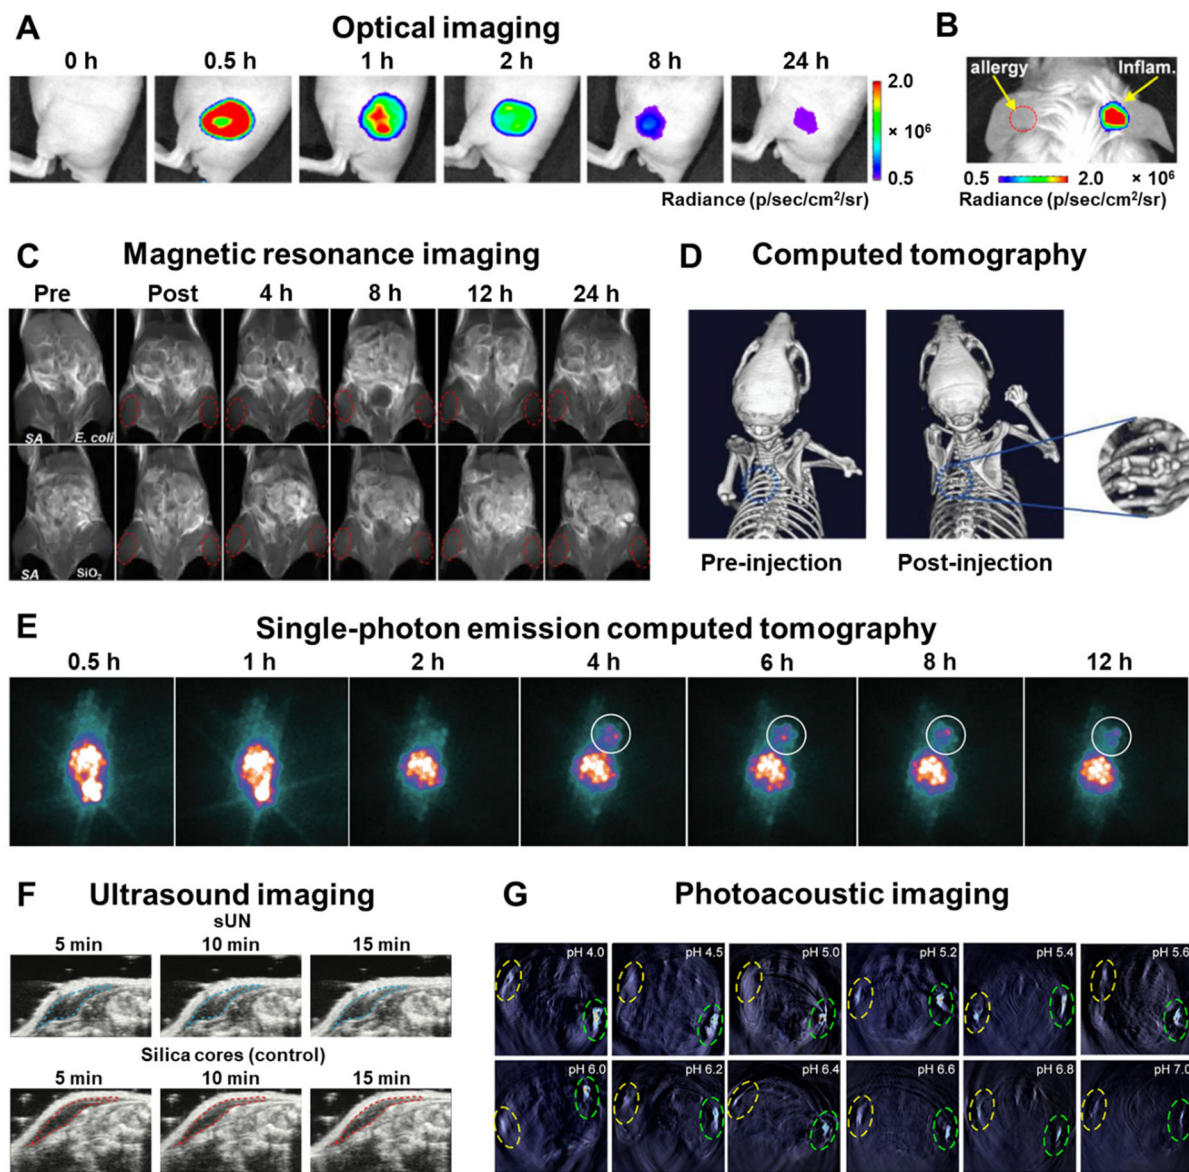 A
Optical imaging
0 h 0.5 h 1 h 2 h 8 h 24 h
2.0
× 10⁶
0.5
Radiance (p/sec/cm²/sr)
B
allergy Inflam.
0.5 2.0 × 10⁶
Radiance (p/sec/cm²/sr)
C
Magnetic resonance imaging
Pre Post 4 h 8 h 12 h 24 h
SA E. coli
SA SiO₂
D
Computed tomography
Pre-injection Post-injection
E
Single-photon emission computed tomography
0.5 h 1 h 2 h 4 h 6 h 8 h 12 h
F
Ultrasound imaging
sUN
5 min 10 min 15 min
Silica cores (control)
5 min 10 min 15 min
G
Photoacoustic imaging
pH 4.0 pH 4.5 pH 5.0 pH 5.2 pH 5.4 pH 5.6
pH 6.0 pH 6.2 pH 6.4 pH 6.6 pH 6.8 pH 7.0